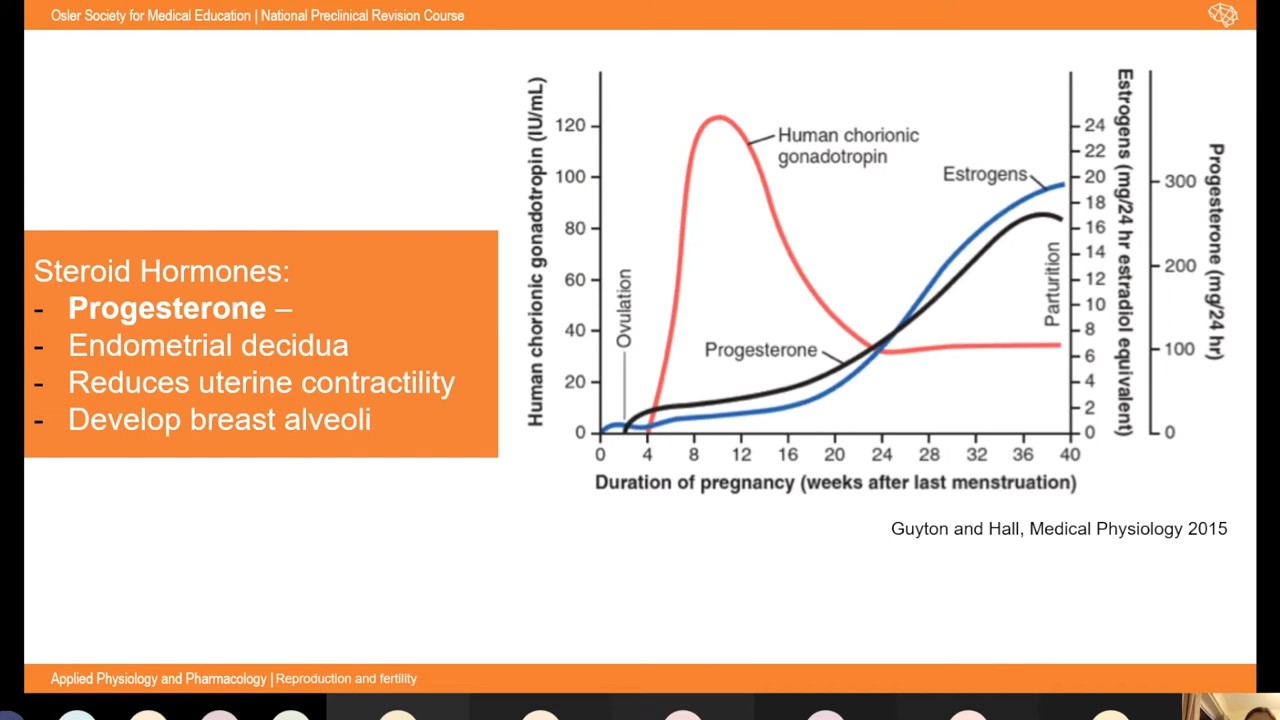 Osler Society for Medical Education | National Preclinical Revision Course
Steroid Hormones:
- Progesterone –
- Endometrial decidua
- Reduces uterine contractility
- Develop breast alveoli
Human chorionic gonadotropin (IU/mL)
120
100
80
60
40
20
0
Ovulation
Human chorionic
gonadotropin
Progesterone
Estrogens
Parturition
24
22
20
18
16
14
12
10
8
6
4
2
0
Estrogens (mg/24 hr estradiol equivalent)
300
200
100
0
Progesterone (mg/24 hr)
0 4 8 12 16 20 24 28 32 36 40
Duration of pregnancy (weeks after last menstruation)
Guyton and Hall, Medical Physiology 2015
Applied Physiology and Pharmacology | Reproduction and fertility